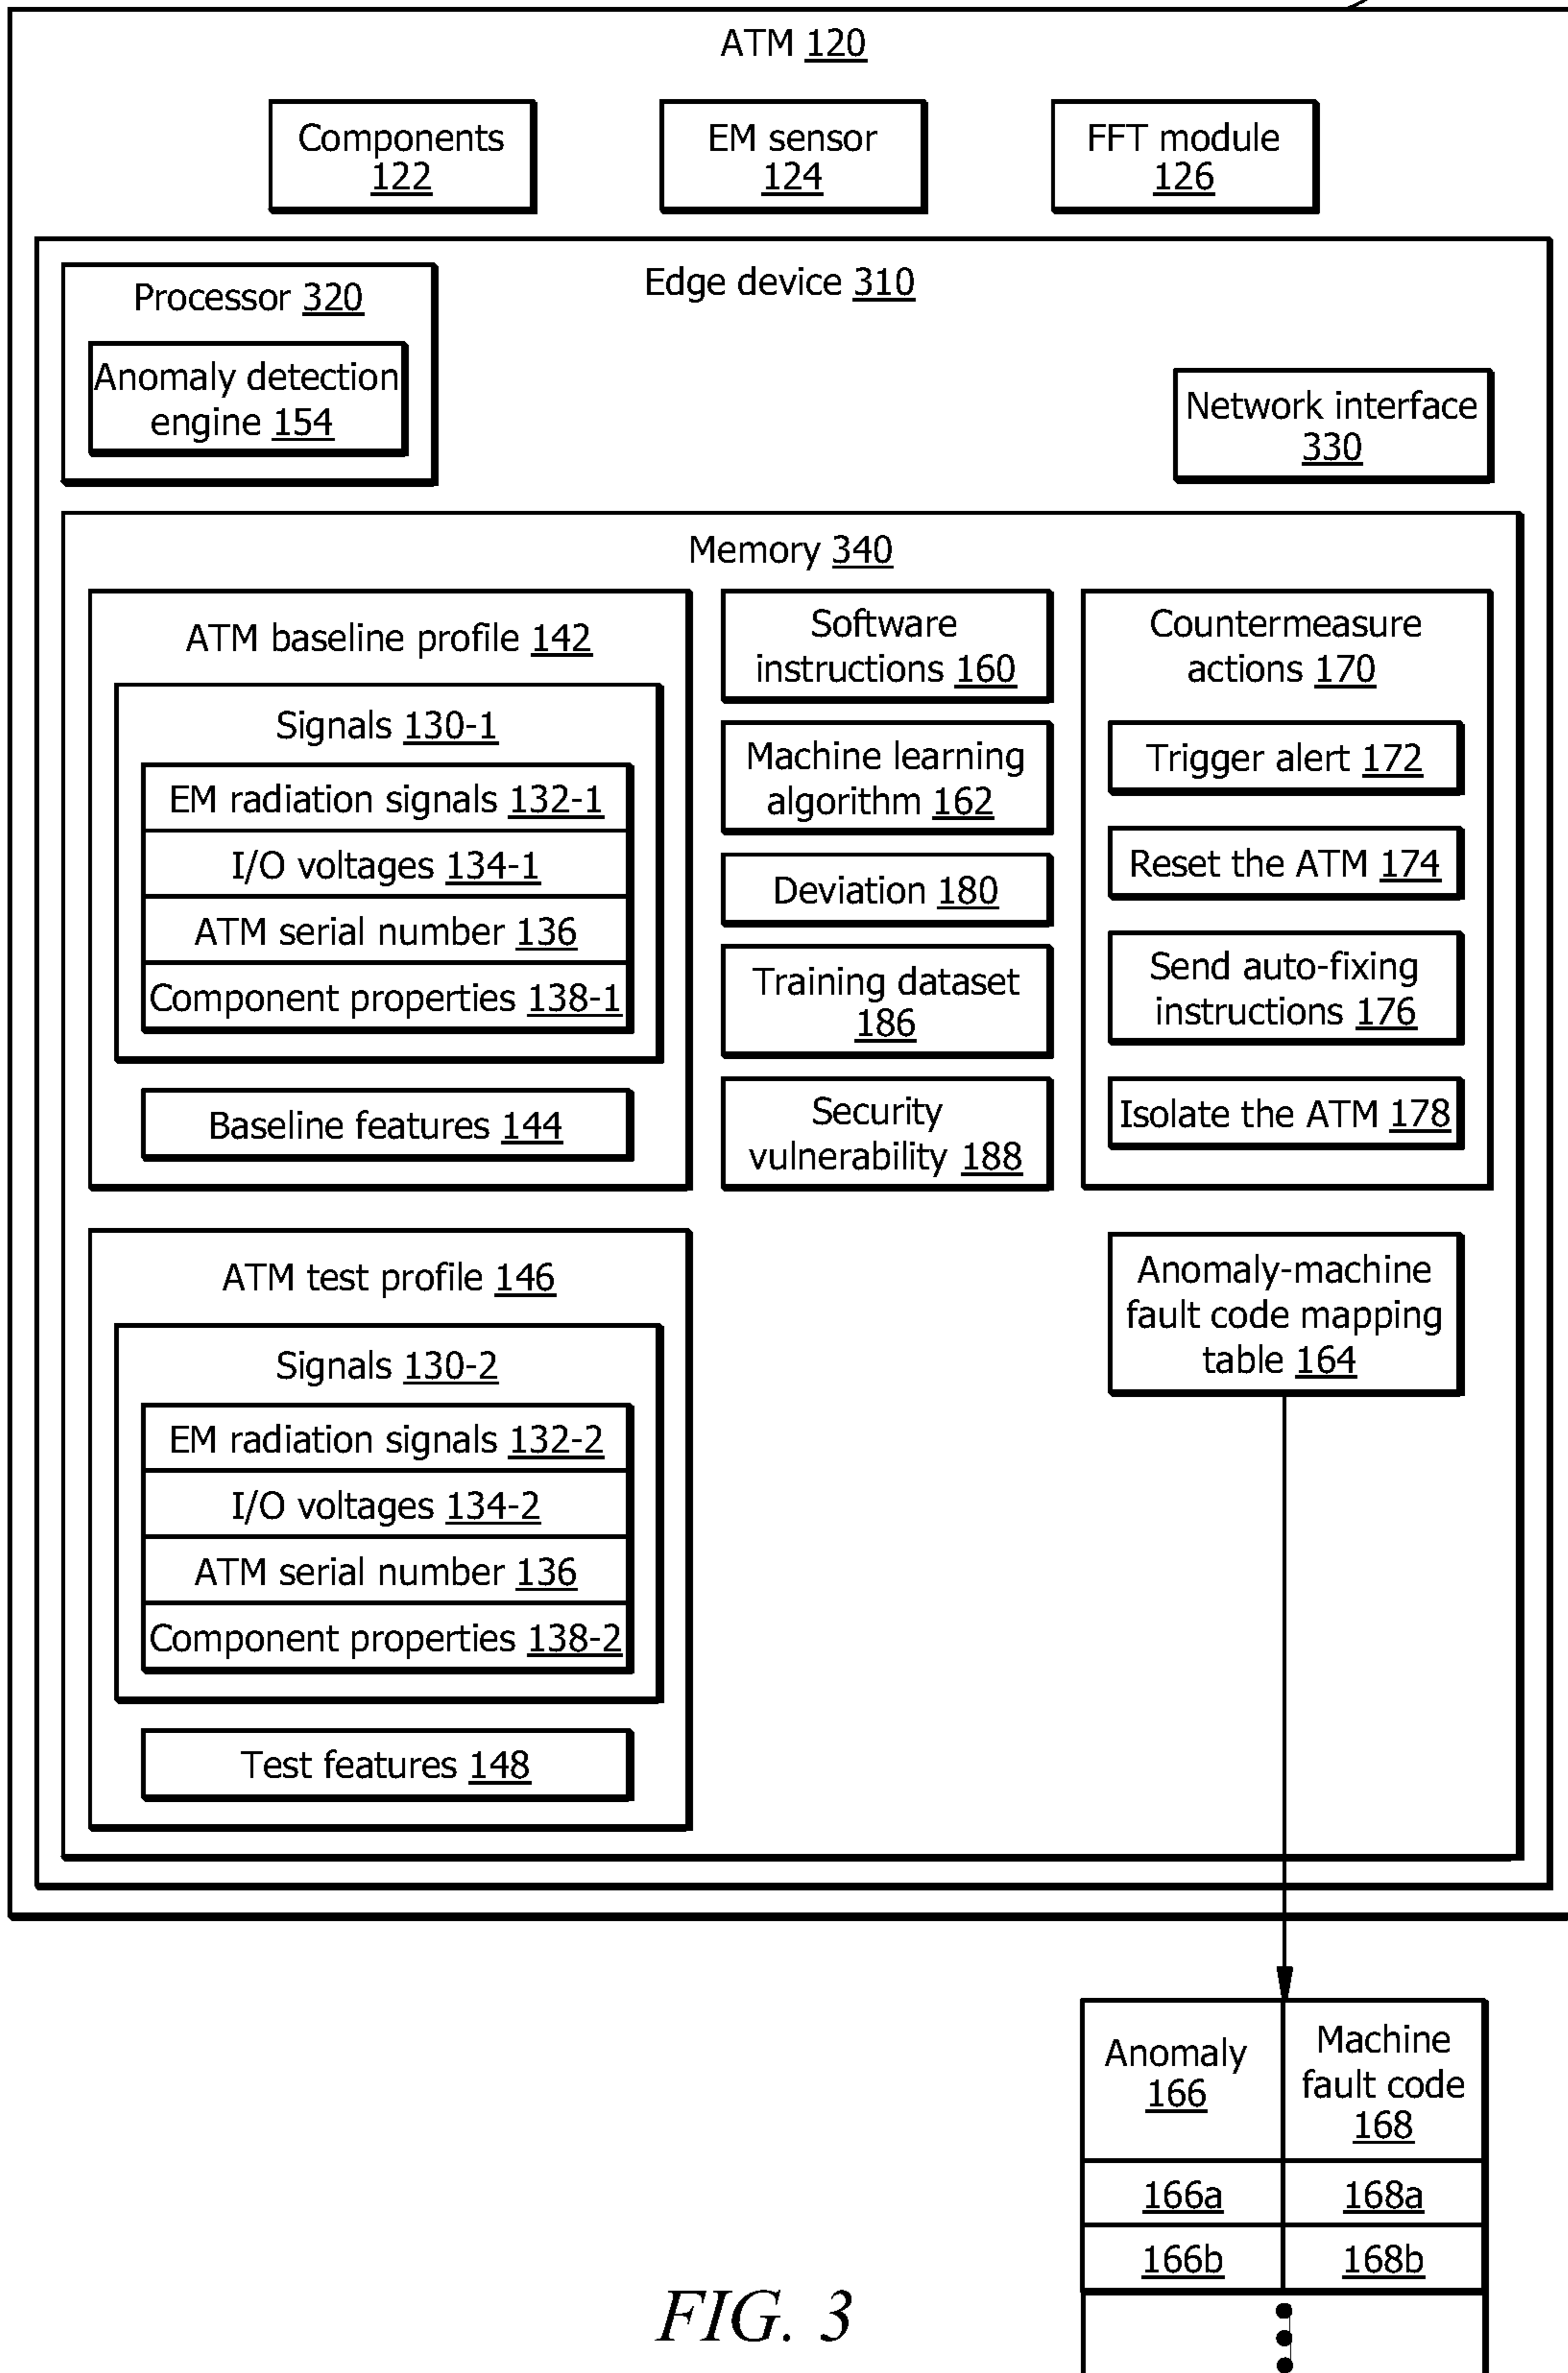 ATM 120
Components
122
EM sensor
124
FFT module
126
Edge device 310
Processor 320
Anomaly detection
engine 154
Network interface
330
Memory 340
ATM baseline profile 142
Signals 130-1
EM radiation signals 132-1
I/O voltages 134-1
ATM serial number 136
Component properties 138-1
Baseline features 144
Software
instructions 160
Machine learning
algorithm 162
Deviation 180
Training dataset
186
Security
vulnerability 188
Countermeasure
actions 170
Trigger alert 172
Reset the ATM 174
Send auto-fixing
instructions 176
Isolate the ATM 178
ATM test profile 146
Signals 130-2
EM radiation signals 132-2
I/O voltages 134-2
ATM serial number 136
Component properties 138-2
Test features 148
Anomaly-machine
fault code mapping
table 164
Anomaly
166
Machine
fault code
168
166a
168a
166b
168b
FIG. 3